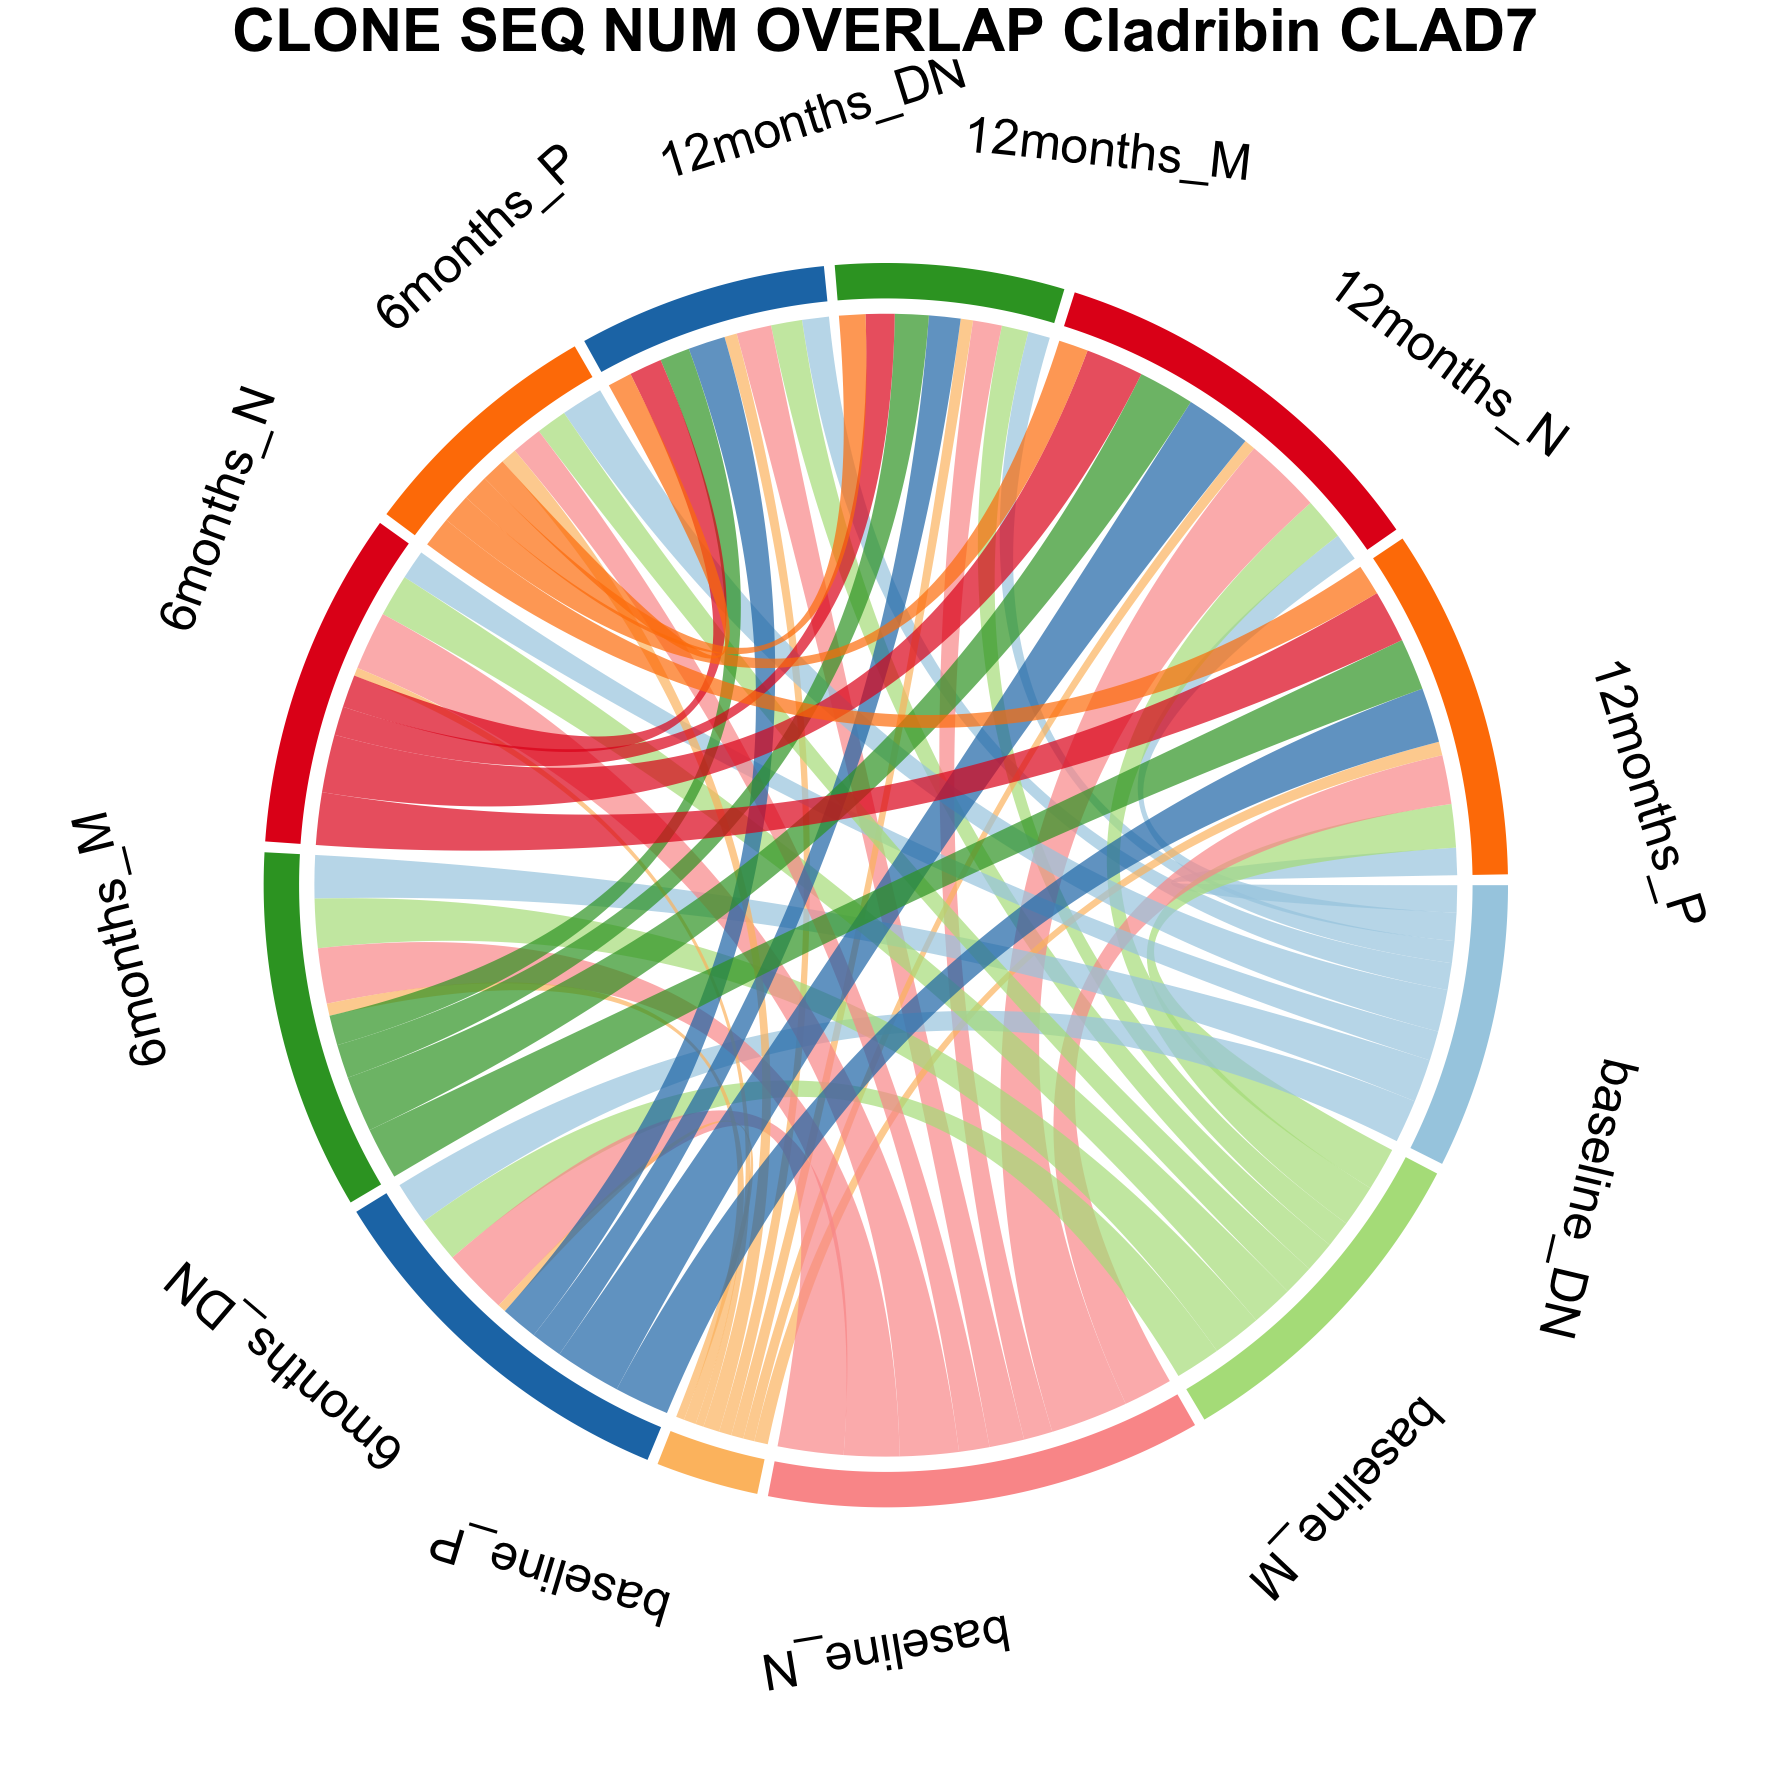 CLONE SEQ NUM OVERLAP Cladribin CLAD7
12months_DN
12months_M
12months_N
12months_P
baseline_DN
baseline_M
baseline_N
baseline_P
6months_DN
6months_M
6months_N
6months_P